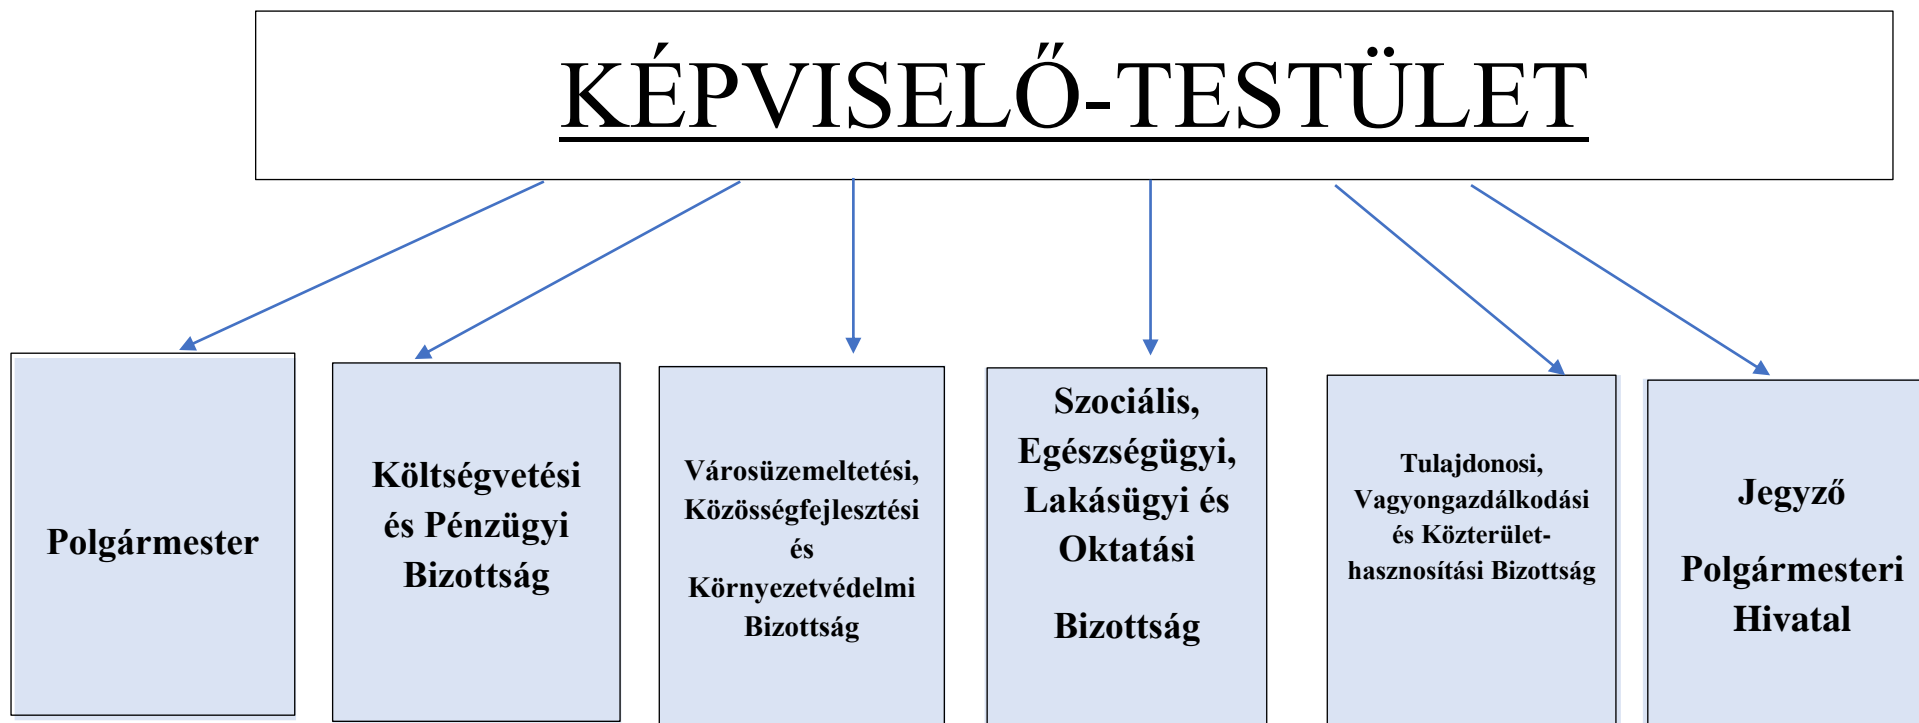 KÉPVISELŐ-TESTÜLET
Polgármester
Költségvetési
és Pénzügyi
Bizottság
Városüzemeltetési,
Közösségfejlesztési
és
Környezetvédelmi
Bizottság
Szociális,
Egészségügyi,
Lakásügyi és
Oktatási
Bizottság
Tulajdonosi,
Vagyongazdálkodási
és Közterület-
hasznosítási Bizottság
Jegyző
Polgármesteri
Hivatal